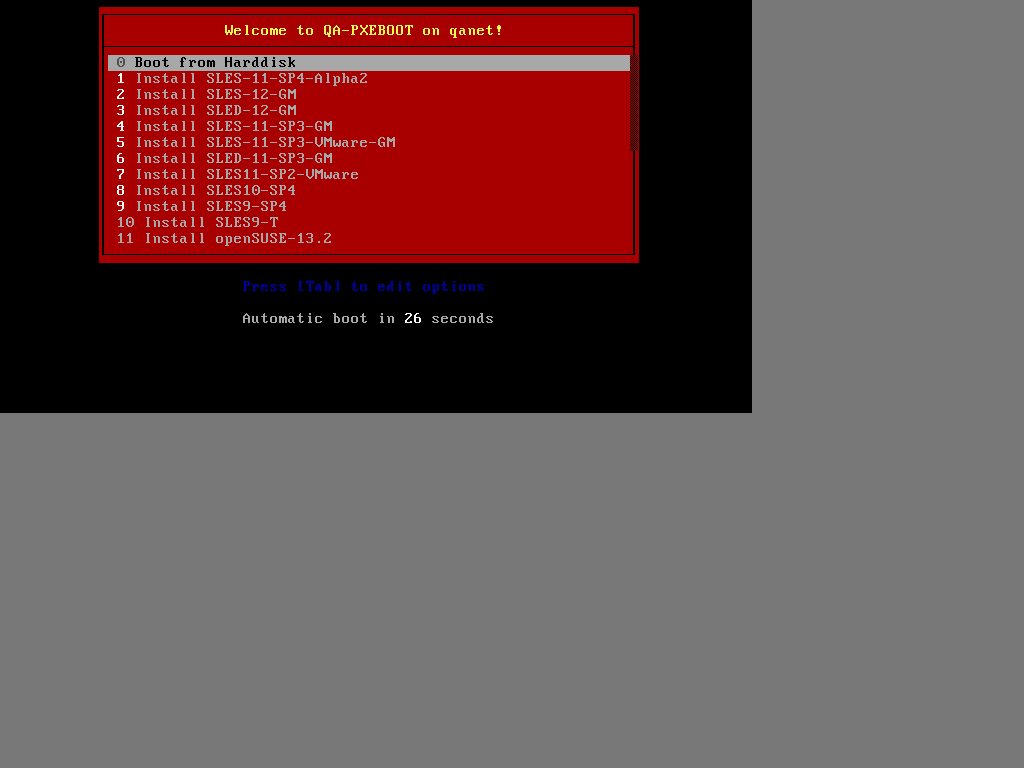 Welcome to QA-PXEBOOT on qanet!
0 Boot from Harddisk
1 Install SLES-11-SP4-Alpha2
2 Install SLES-12-GM
3 Install SLED-12-GM
4 Install SLES-11-SP3-GM
5 Install SLES-11-SP3-VMware-GM
6 Install SLED-11-SP3-GM
7 Install SLES11-SP2-VMware
8 Install SLES10-SP4
9 Install SLES9-SP4
10 Install SLES9-T
11 Install openSUSE-13.2
Press [Tab] to edit options
Automatic boot in 26 seconds